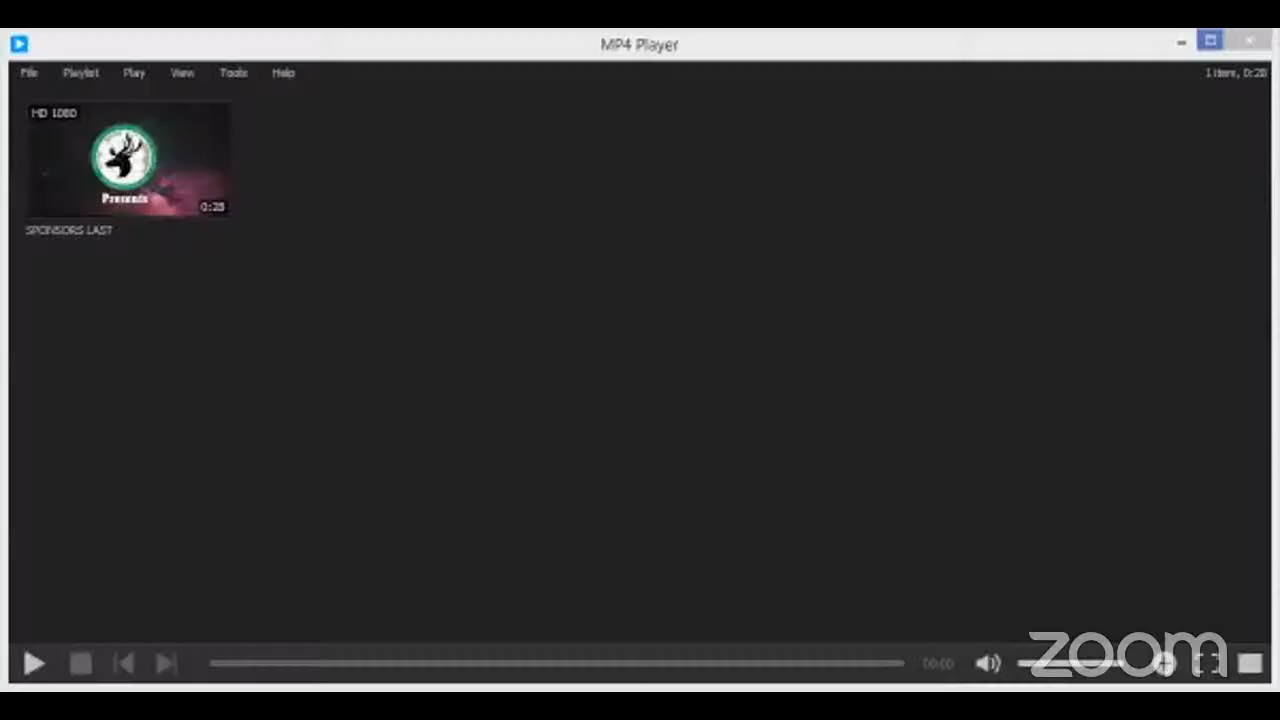 MP4 Player
File Playlist Play View Tools Help
1 item, 0:28
HD 1080
Presents
0:28
SPONSORS LAST
00:00
zoom